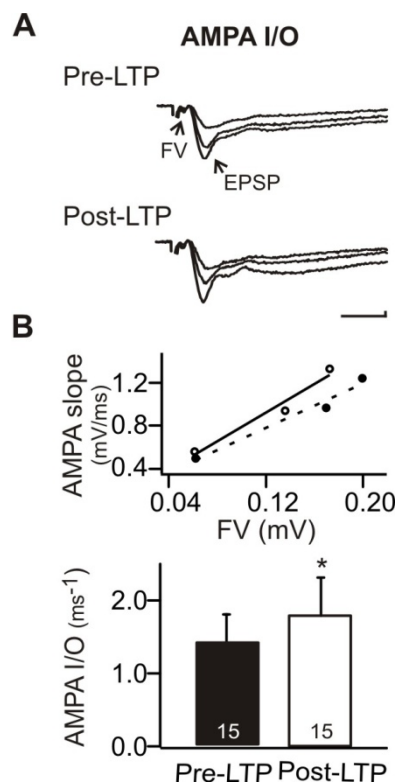 A
AMPA I/O
Pre-LTP
FV
EPSP
Post-LTP
B
AMPA slope
(mV/ms)
1.2
0.8
0.4
0.04 0.12 0.20
FV (mV)
AMPA I/O (ms-1)
2.0
1.0
0.0
*
15 15
Pre-LTP Post-LTP